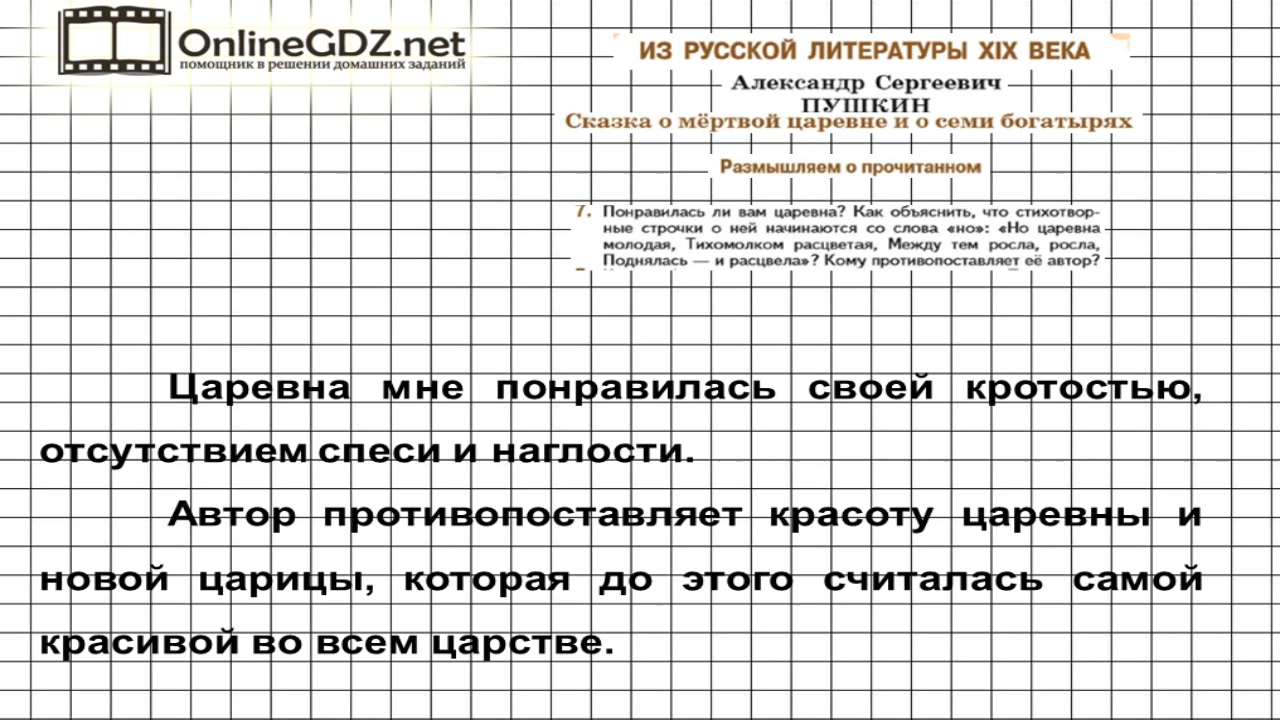 OnlineGDZ.net
помощник в решении домашних заданий
ИЗ РУССКОЙ ЛИТЕРАТУРЫ XIX ВЕКА
Александр Сергеевич
ПУШКИН
Сказка о мёртвой царевне и о семи богатырях
Размышляем о прочитанном
7. Понравилась ли вам царевна? Как объяснить, что стихотвор-
ные строчки о ней начинаются со слова «но»: «Но царевна
молодая, Тихомолком расцветая, Между тем росла, росла,
Поднялась — и расцвела»? Кому противопоставляет её автор?
Царевна мне понравилась своей кротостью,
отсутствием спеси и наглости.
Автор противопоставляет красоту царевны и
новой царицы, которая до этого считалась самой
красивой во всем царстве.